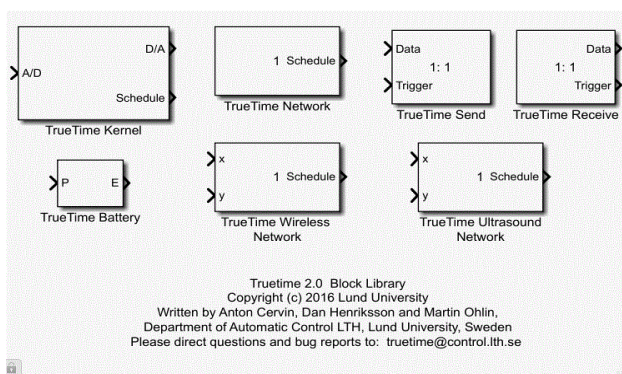 D/A
A/D
Schedule
TrueTime Kernel
1 Schedule
TrueTime Network
Data
1: 1
Trigger
TrueTime Send
Data
1: 1
Trigger
TrueTime Receive
P E
TrueTime Battery
x
1 Schedule
y
TrueTime Wireless
Network
x
1 Schedule
y
TrueTime Ultrasound
Network
Truetime 2.0 Block Library
Copyright (c) 2016 Lund University
Written by Anton Cervin, Dan Henriksson and Martin Ohlin,
Department of Automatic Control LTH, Lund University, Sweden
Please direct questions and bug reports to: truetime@control.lth.se